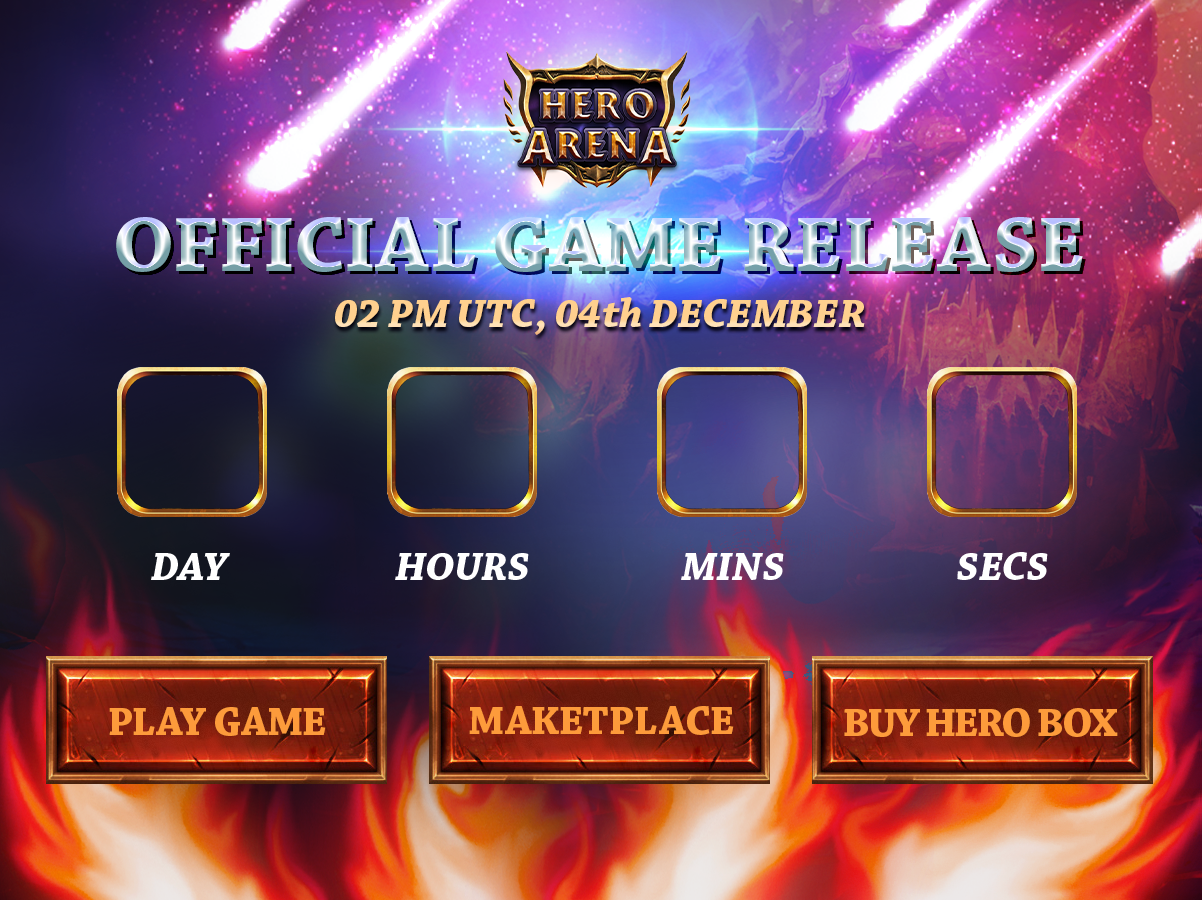 HERO
ARENA
OFFICIAL GAME RELEASE
02 PM UTC, 04th DECEMBER
DAY HOURS MINS SECS
PLAY GAME MAKETPLACE BUY HERO BOX